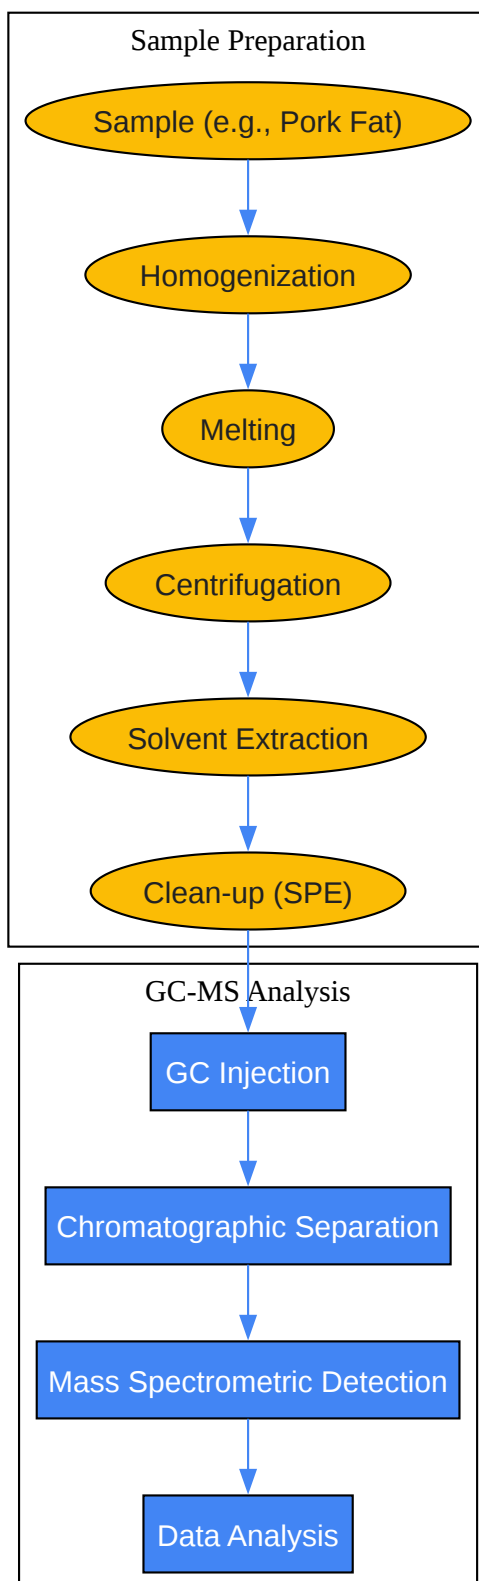 Sample Preparation
Sample (e.g., Pork Fat)
Homogenization
Melting
Centrifugation
Solvent Extraction
Clean-up (SPE)
GC-MS Analysis
GC Injection
Chromatographic Separation
Mass Spectrometric Detection
Data Analysis